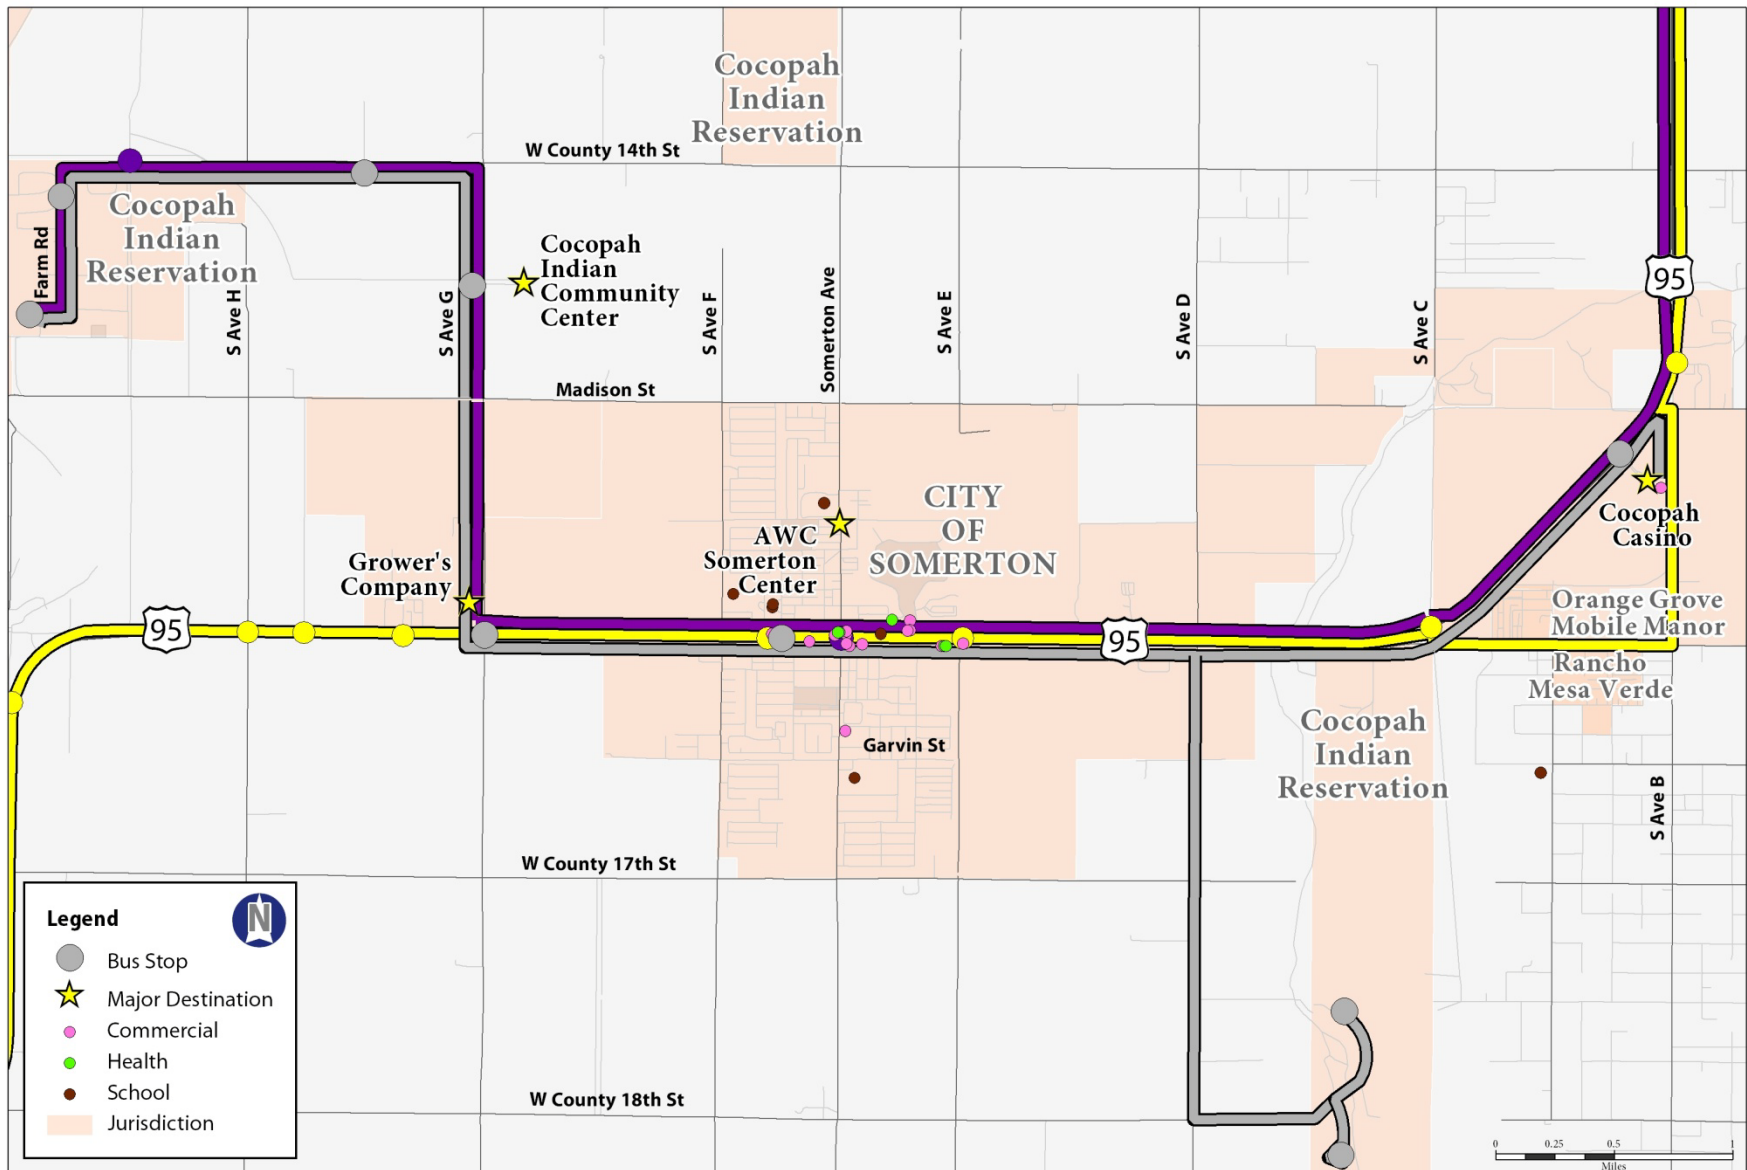 Cocopah
Indian
Reservation
W County 14th St
Cocopah
Indian
Reservation
Farm Rd
S Ave H
S Ave G
Cocopah
Indian
Community
Center
S Ave F
Somerton Ave
S Ave E
S Ave D
S Ave C
95
Madison St
CITY
OF
SOMERTON
AWC
Somerton
Center
Grower's
Company
Cocopah
Casino
95
95
Orange Grove
Mobile Manor
Rancho
Mesa Verde
Cocopah
Indian
Reservation
Garvin St
S Ave B
W County 17th St
Legend
N
Bus Stop
Major Destination
Commercial
Health
School
Jurisdiction
W County 18th St
0 0.25 0.5 1
Miles